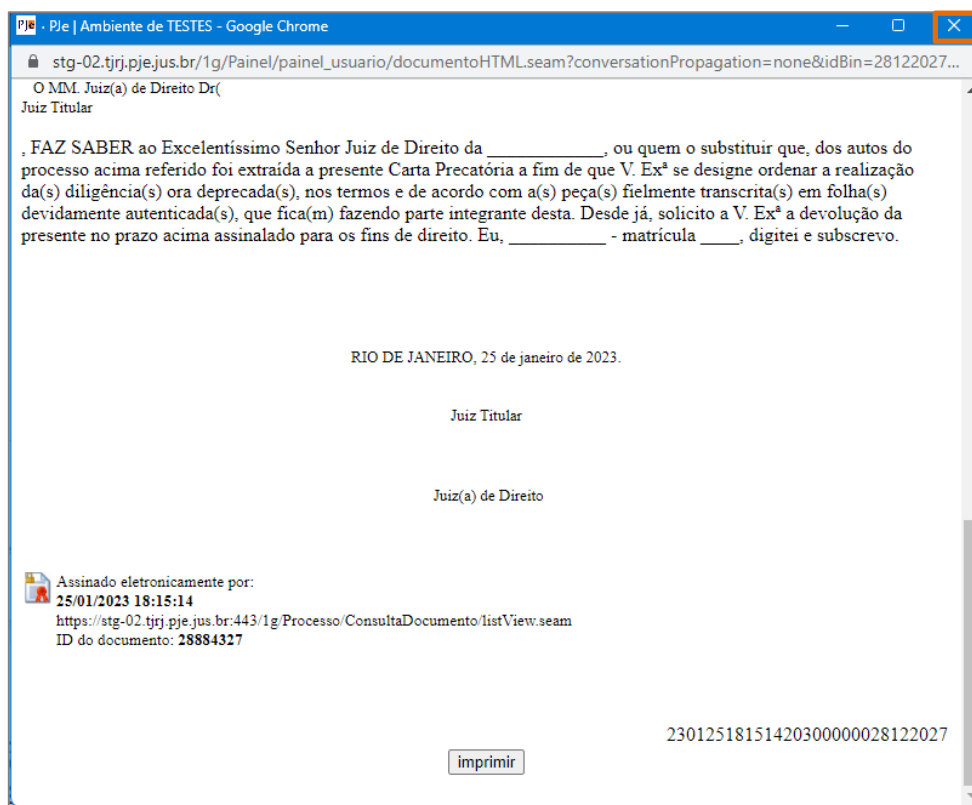 PJe · PJe | Ambiente de TESTES - Google Chrome
stg-02.tjrj.pje.jus.br/1g/Painel/painel_usuario/documentoHTML.seam?conversationPropagation=none&idBin=28122027...
O MM. Juiz(a) de Direito Dr(
Juiz Titular
, FAZ SABER ao Excelentíssimo Senhor Juiz de Direito da ____________, ou quem o substituir que, dos autos do
processo acima referido foi extraída a presente Carta Precatória a fim de que V. Exª se designe ordenar a realização
da(s) diligência(s) ora deprecada(s), nos termos e de acordo com a(s) peça(s) fielmente transcrita(s) em folha(s)
devidamente autenticada(s), que fica(m) fazendo parte integrante desta. Desde já, solicito a V. Exª a devolução da
presente no prazo acima assinalado para os fins de direito. Eu, __________ - matrícula ____, digitei e subscrevo.
RIO DE JANEIRO, 25 de janeiro de 2023.
Juiz Titular
Juiz(a) de Direito
Assinado eletronicamente por:
25/01/2023 18:15:14
https://stg-02.tjrj.pje.jus.br:443/1g/Processo/ConsultaDocumento/listView.seam
ID do documento: 28884327
23012518151420300000028122027
imprimir